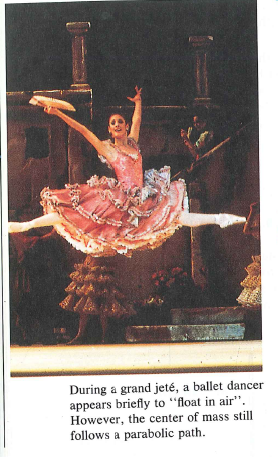 During a grand jeté, a ballet dancer
appears briefly to "float in air".
However, the center of mass still
follows a parabolic path.